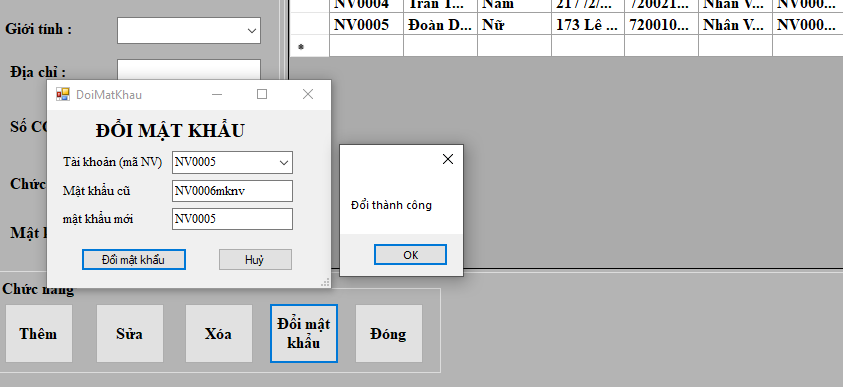 NV0004 Trần T... Nam 217/2/... 720021... Nhân V... NV000...
Giới tính :
NV0005 Đoàn D... Nữ 173 Lê ... 720010... Nhân V... NV000...
*
Địa chỉ :
DoiMatKhau
ĐỔI MẬT KHẨU
Số CC
Tài khoản (mã NV) NV0005
Chức
Mật khẩu cũ NV0006mknv
Đổi thành công
mật khẩu mới NV0005
Mật
Đổi mật khẩu Huỷ
OK
Chức năng
Thêm Sửa Xóa Đổi mật khẩu Đóng